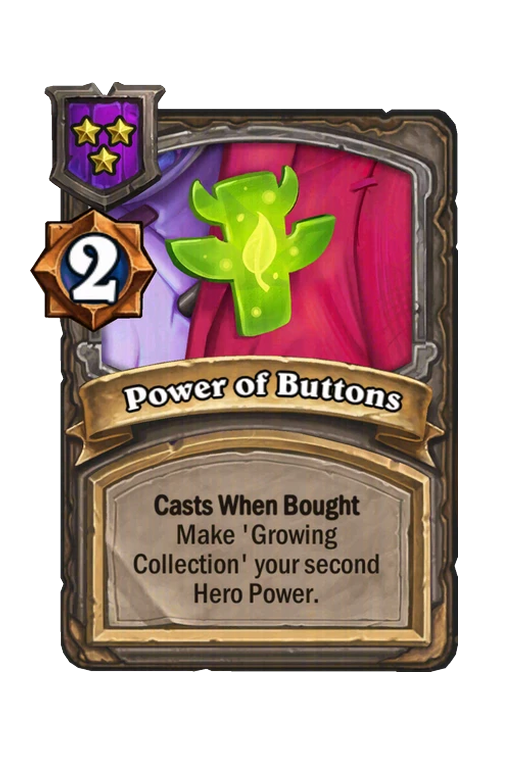 2
Power of Buttons
Casts When Bought
Make 'Growing
Collection' your second
Hero Power.